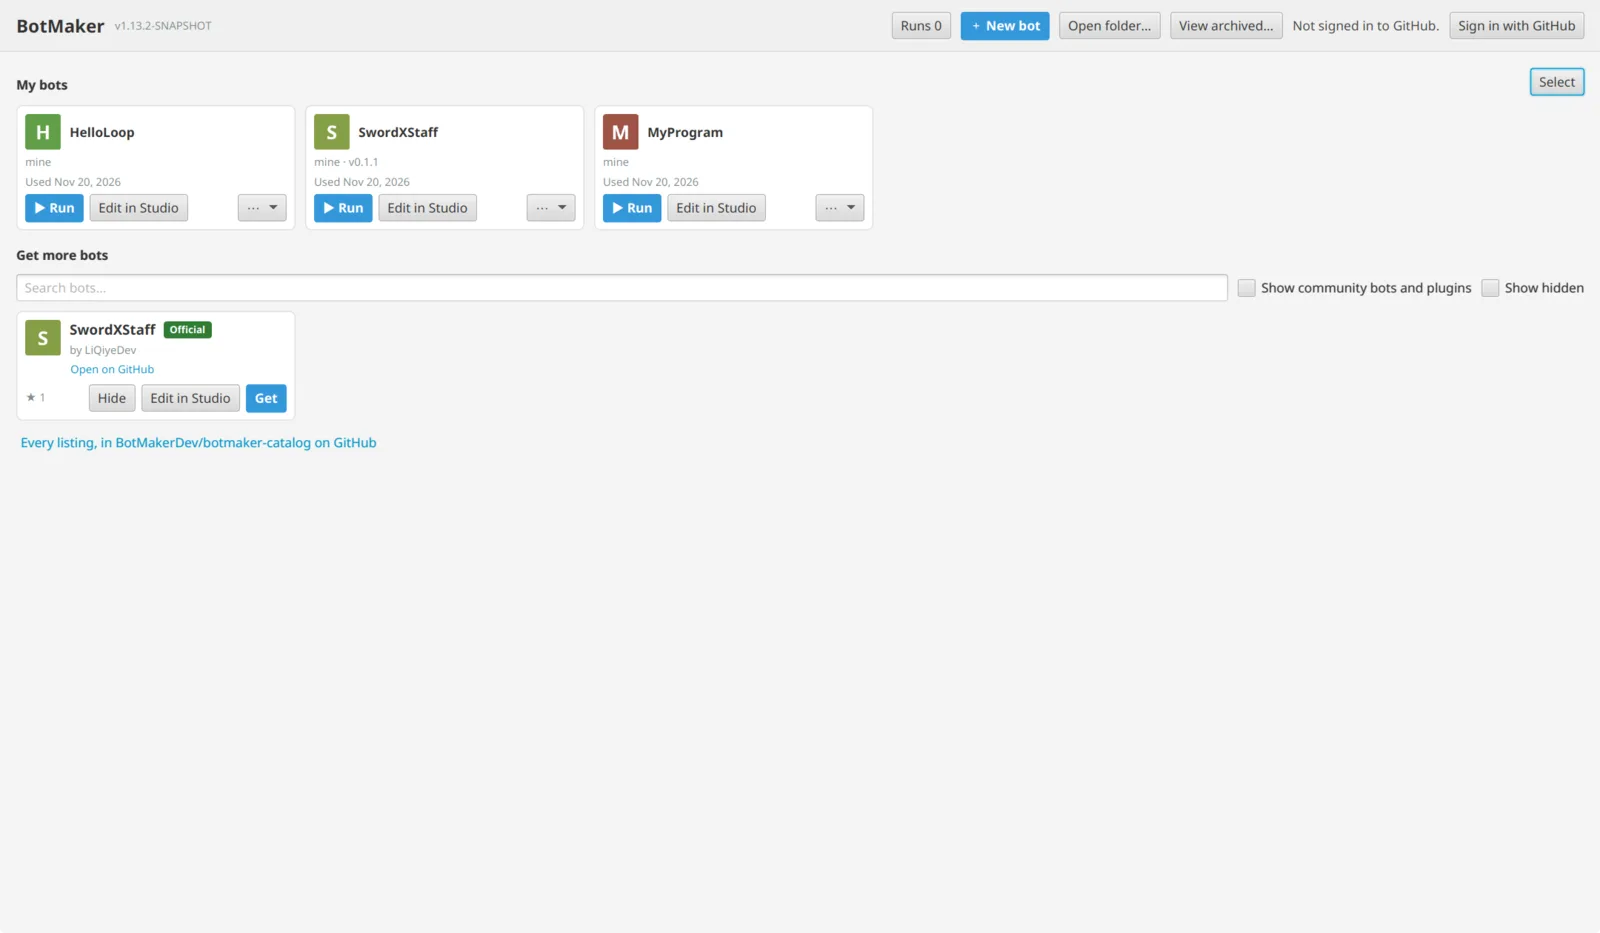 BotMaker v1.13.2-SNAPSHOT Runs 0 + New bot Open folder... View archived... Not signed in to GitHub. Sign in with GitHub
My bots Select
H HelloLoop
mine
Used Nov 20, 2026
▶ Run Edit in Studio ...
S SwordXStaff
mine · v0.1.1
Used Nov 20, 2026
▶ Run Edit in Studio ...
M MyProgram
mine
Used Nov 20, 2026
▶ Run Edit in Studio ...
Get more bots
Search bots... Show community bots and plugins Show hidden
S SwordXStaff Official
by LiQiyeDev
Open on GitHub
★ 1 Hide Edit in Studio Get
Every listing, in BotMakerDev/botmaker-catalog on GitHub